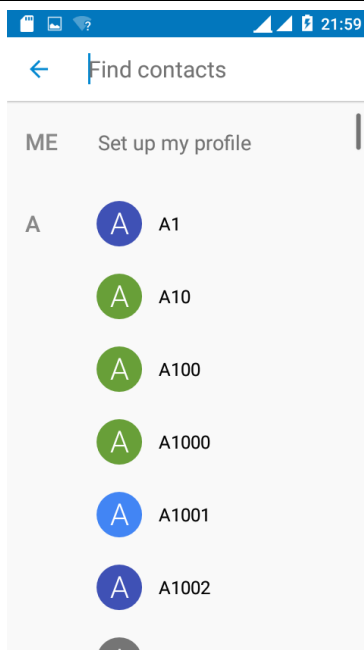 21:59
Find contacts
ME Set up my profile
A A A1
A A10
A A100
A A1000
A A1001
A A1002